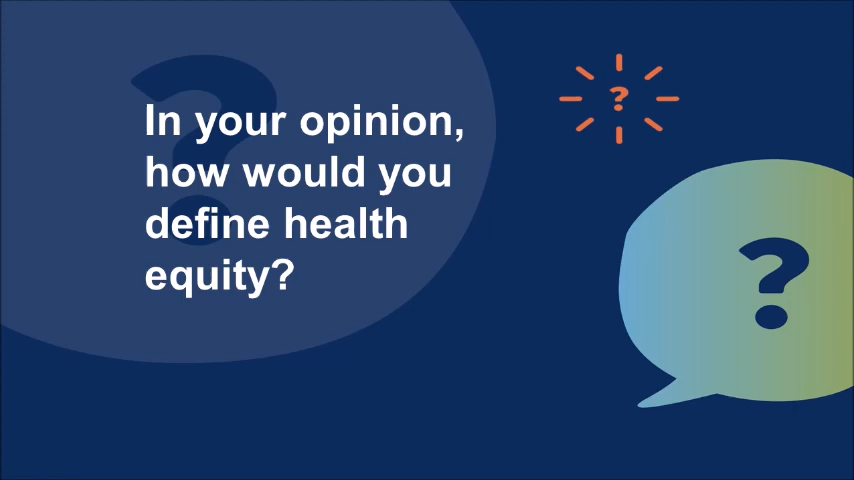 In your opinion,
how would you
define health
equity?
?
?
?